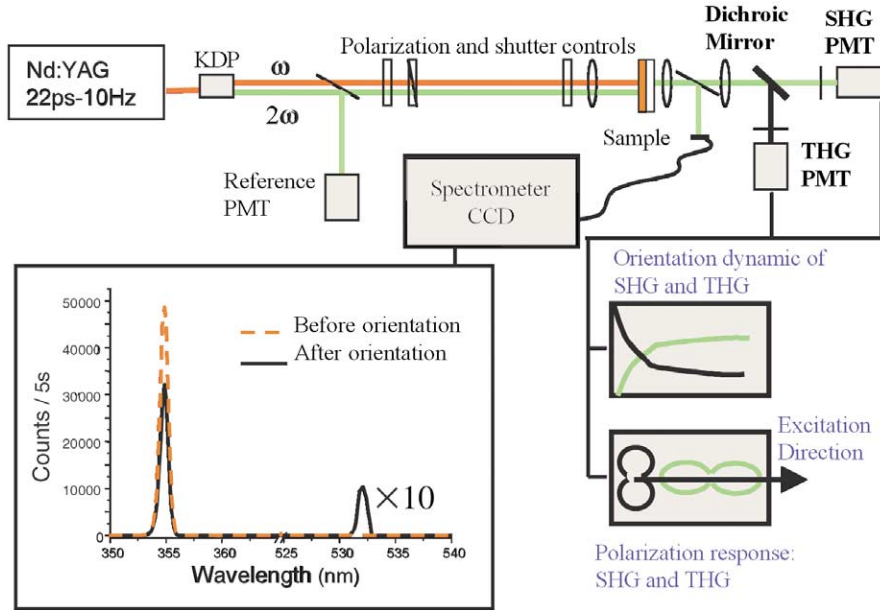 Nd:YAG
22ps-10Hz
KDP
ω
2ω
Polarization and shutter controls
Dichroic
Mirror
SHG
PMT
Sample
THG
PMT
Reference
PMT
Spectrometer
CCD
Orientation dynamic of
SHG and THG
Excitation
Direction
Polarization response:
SHG and THG
Before orientation
After orientation
×10
Counts / 5s
50000
40000
30000
20000
10000
0
350
355
360
525
530
535
540
Wavelength (nm)